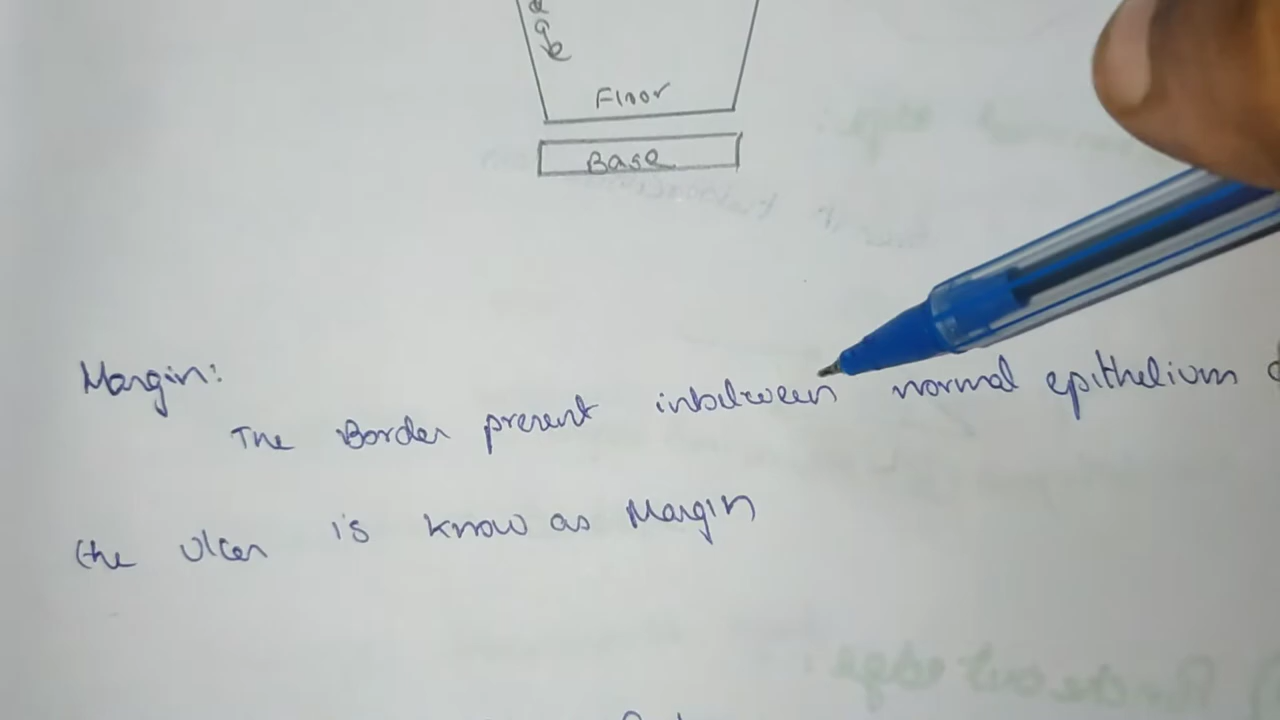 Floor
Base
Margin:
The Border present inbetween normal epithelium
the ulcer is know as Margin